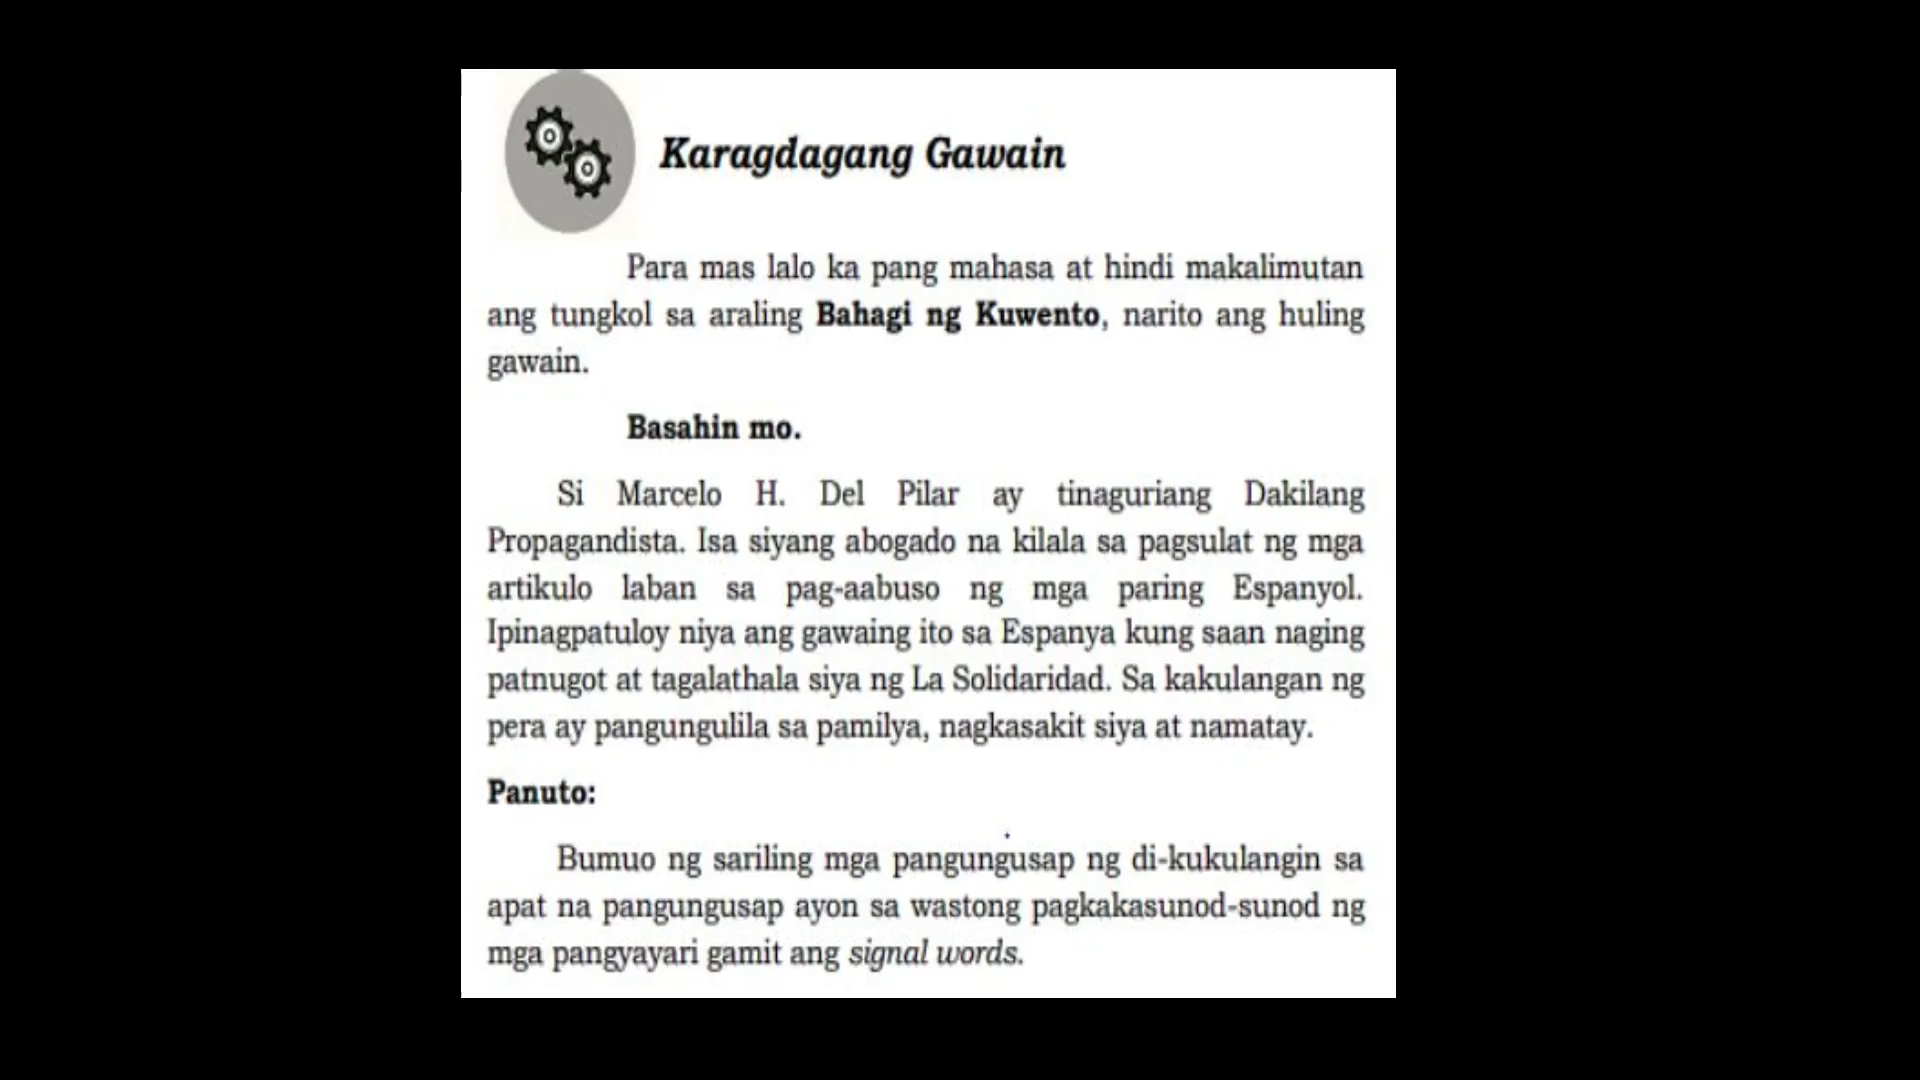 Karagdagang Gawain
Para mas lalo ka pang mahasa at hindi makalimutan
ang tungkol sa araling Bahagi ng Kuwento, narito ang huling
gawain.
Basahin mo.
Si Marcelo H. Del Pilar ay tinaguriang Dakilang
Propagandista. Isa siyang abogado na kilala sa pagsulat ng mga
artikulo laban sa pag-aabuso ng mga paring Espanyol.
Ipinagpatuloy niya ang gawaing ito sa Espanya kung saan naging
patnugot at tagalathala siya ng La Solidaridad. Sa kakulangan ng
pera ay pangungulila sa pamilya, nagkasakit siya at namatay.
Panuto:
Bumuo ng sariling mga pangungusap ng di-kukulangin sa
apat na pangungusap ayon sa wastong pagkakasunod-sunod ng
mga pangyayari gamit ang signal words.